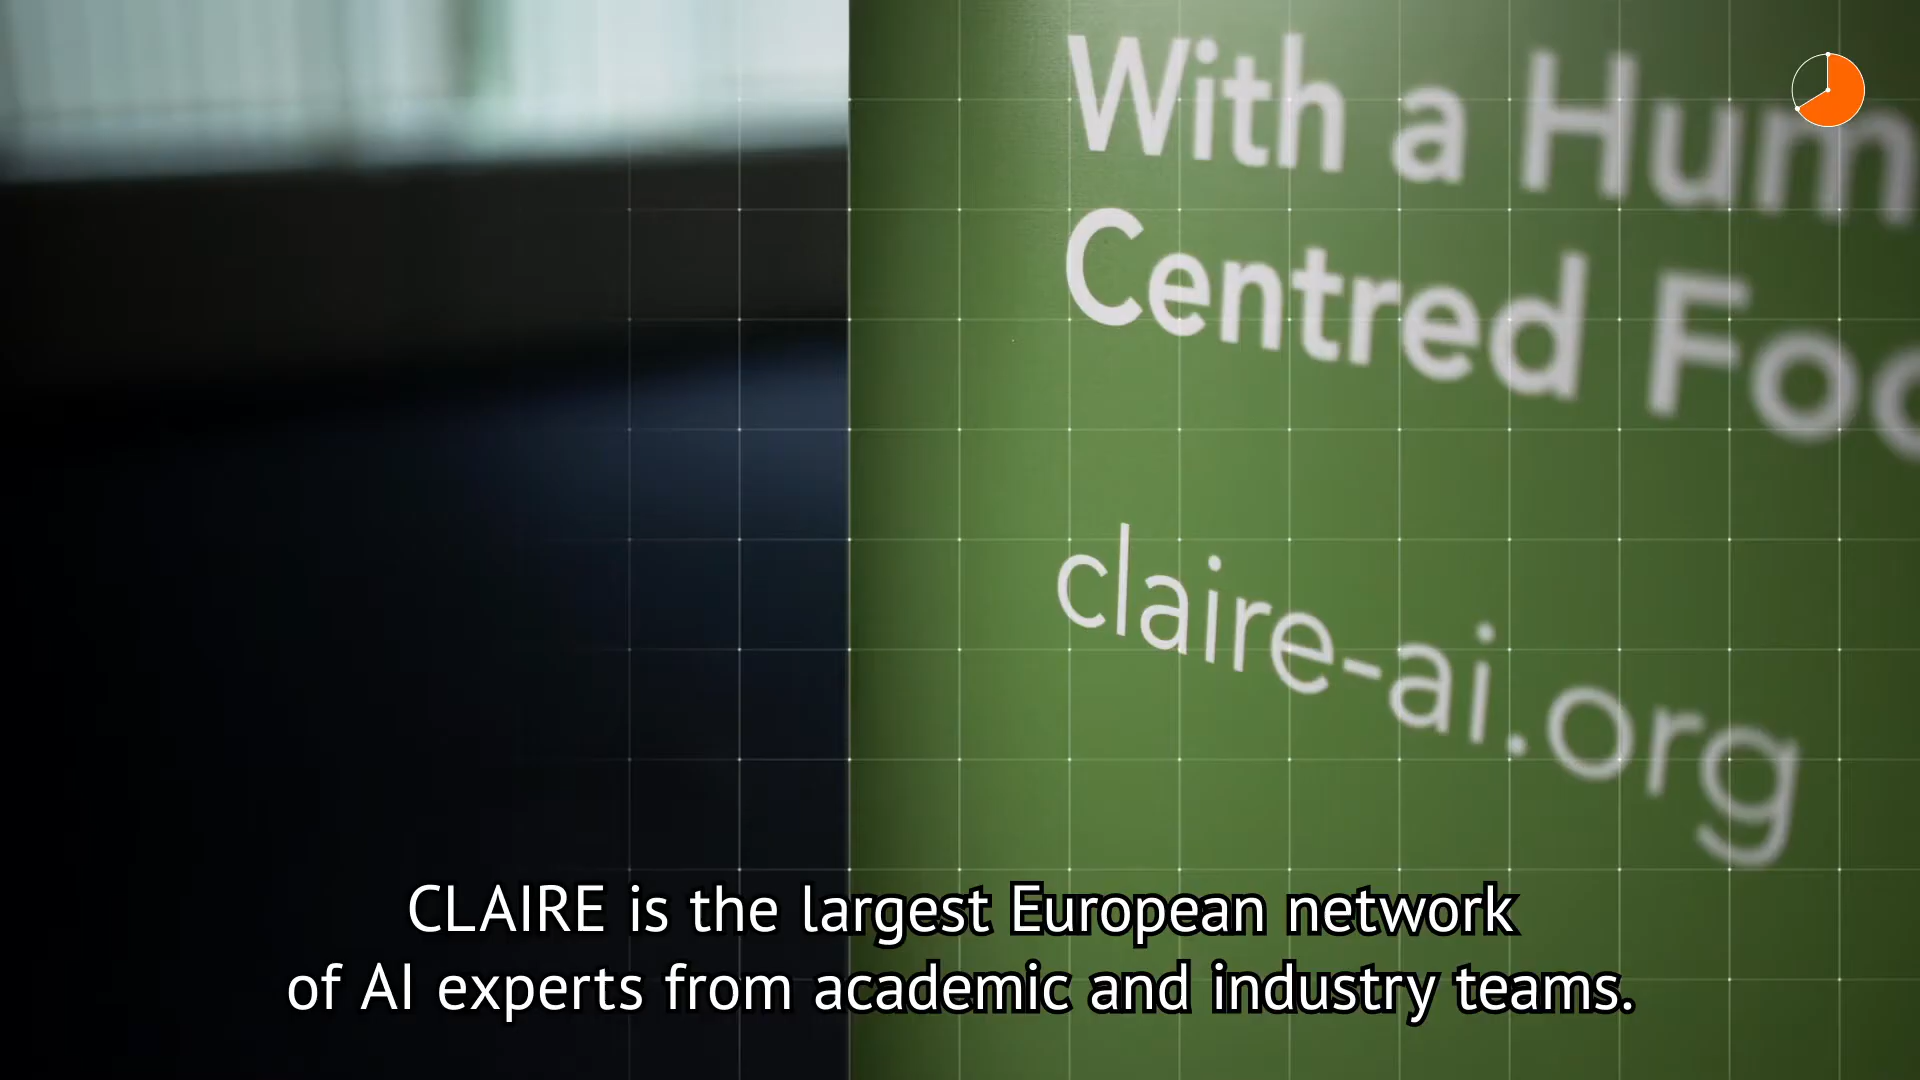 With a Hum
Centred Foc
claire-ai.org
CLAIRE is the largest European network
of AI experts from academic and industry teams.